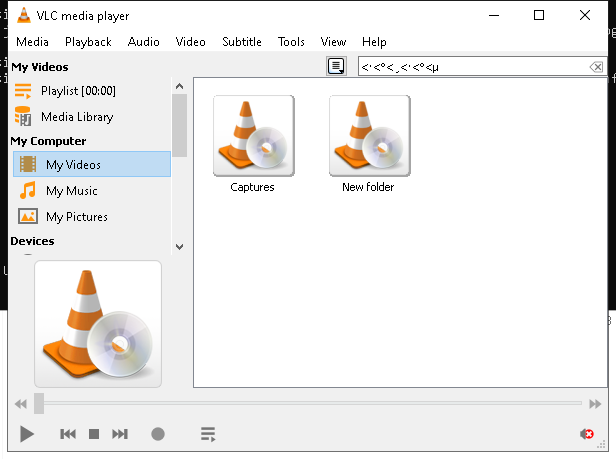 VLC media player
Media Playback Audio Video Subtitle Tools View Help
My Videos
<·<°<¸<·<°<µ
Playlist [00:00]
Media Library
My Computer
My Videos
My Music
My Pictures
Devices
Captures
New folder